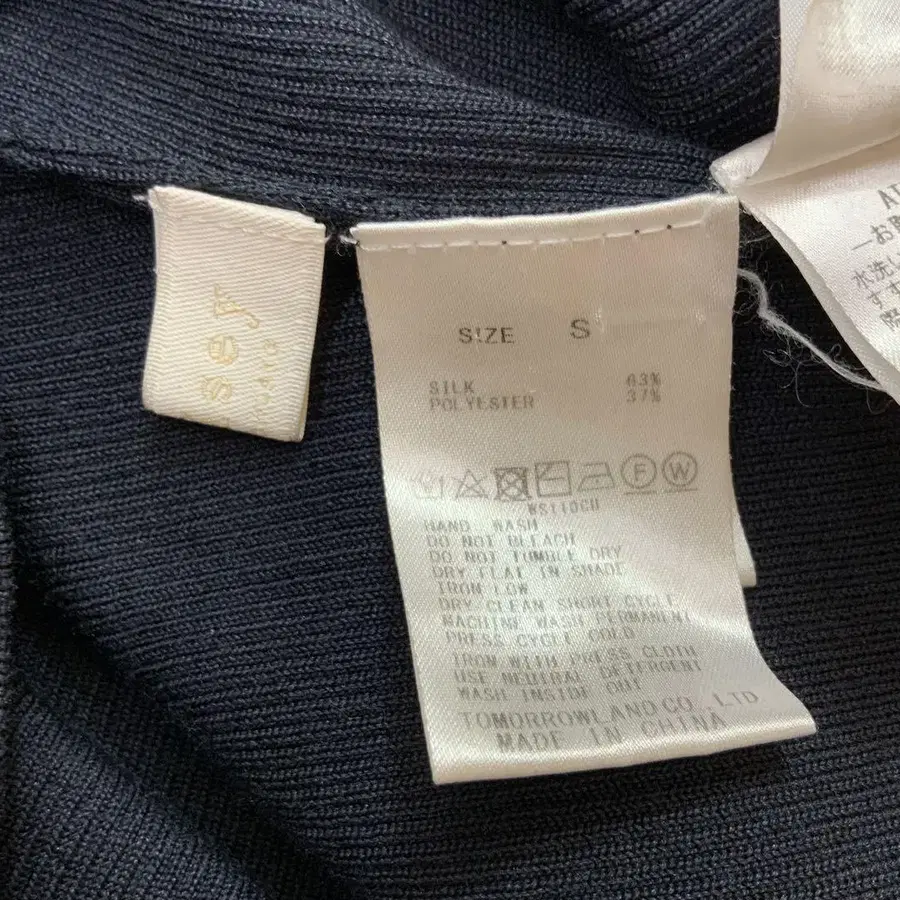 SIZE S
SILK 63%
POLYESTER 37%
F W
WS110CU
HAND WASH
DO NOT BLEACH
DO NOT TUMBLE DRY
DRY FLAT IN SHADE
IRON LOW
DRY CLEAN SHORT CYCLE
MACHINE WASH PERMANENT
PRESS CYCLE COLD
IRON WITH PRESS CLOTH
USE NEUTRAL DETERGENT
WASH INSIDE OUT
TOMORROWLAND CO., LTD
MADE IN CHINA